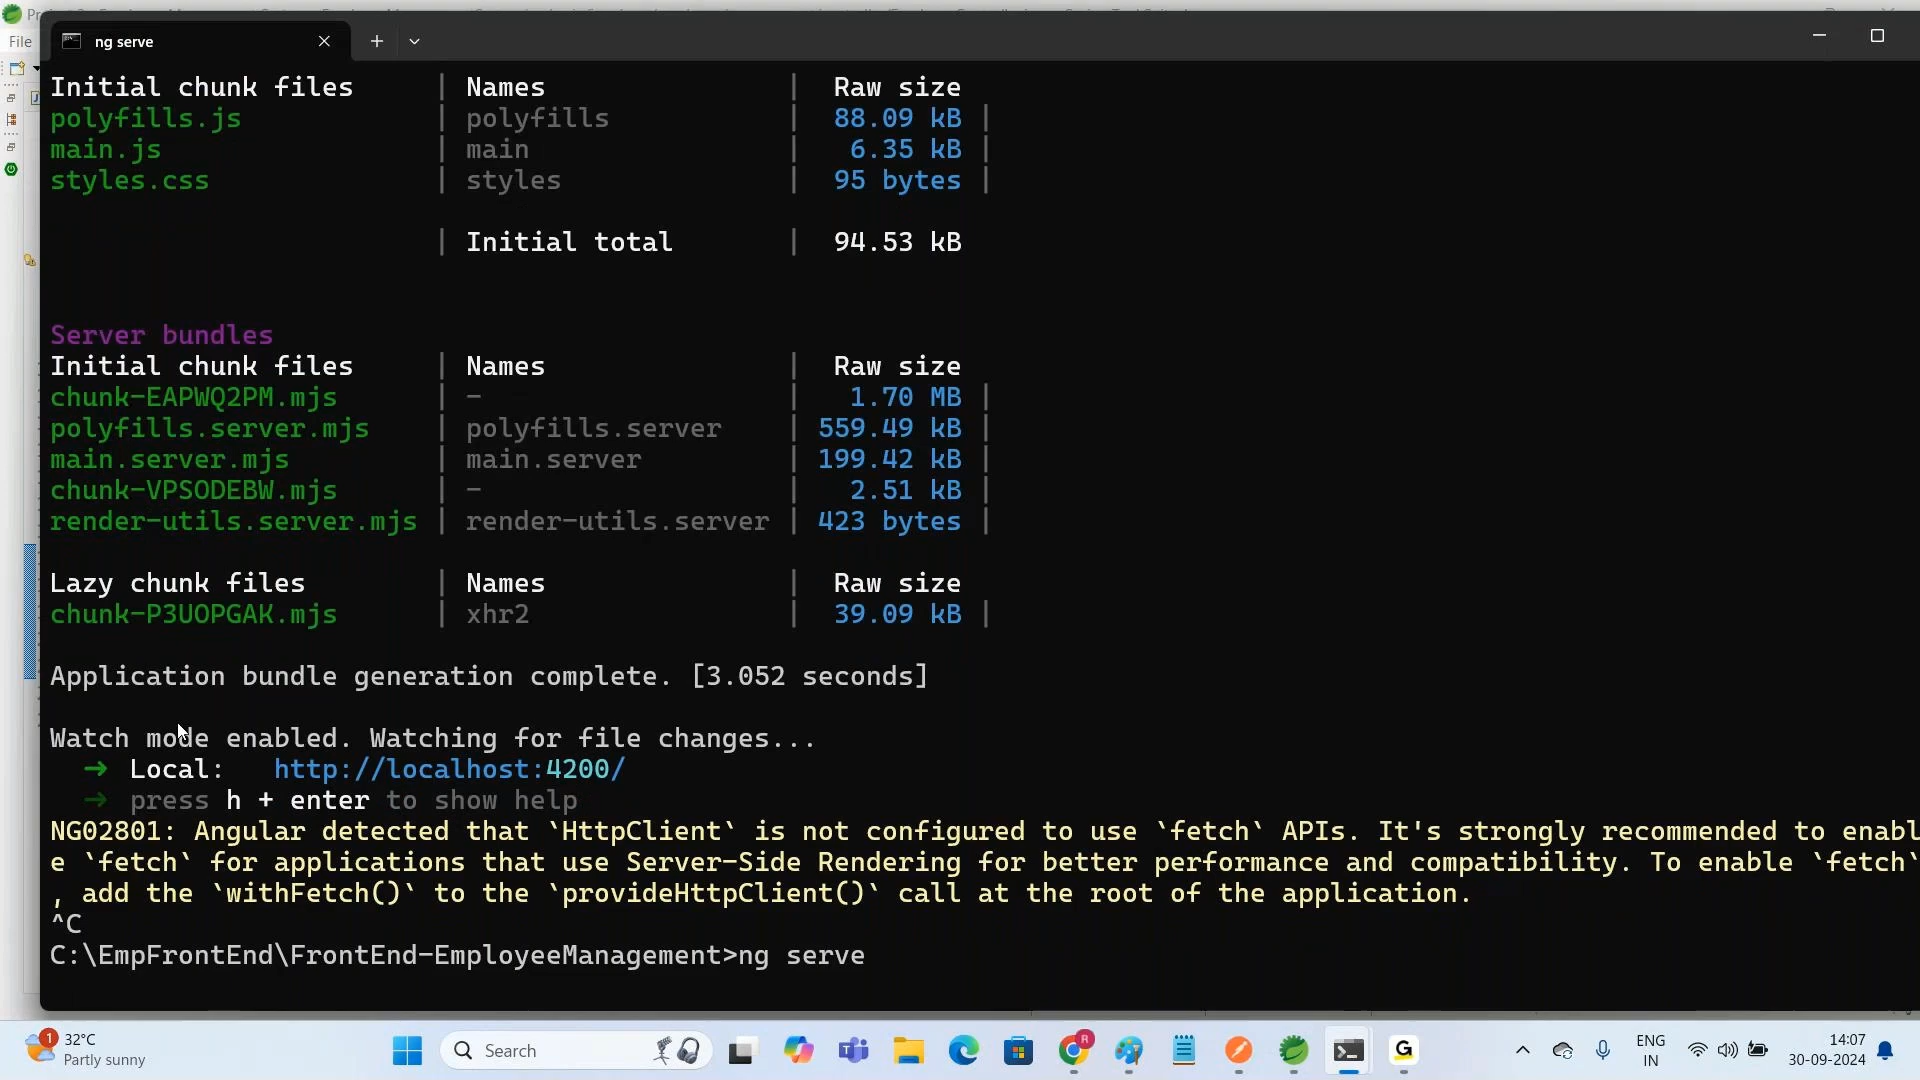 ng serve
File
Initial chunk files | Names | Raw size
polyfills.js | polyfills | 88.09 kB |
main.js | main | 6.35 kB |
styles.css | styles | 95 bytes |
| Initial total | 94.53 kB
Server bundles
Initial chunk files | Names | Raw size
chunk-EAPWQ2PM.mjs | - | 1.70 MB |
polyfills.server.mjs | polyfills.server | 559.49 kB |
main.server.mjs | main.server | 199.42 kB |
chunk-VPSODEBW.mjs | - | 2.51 kB |
render-utils.server.mjs | render-utils.server | 423 bytes |
Lazy chunk files | Names | Raw size
chunk-P3UOPGAK.mjs | xhr2 | 39.09 kB |
Application bundle generation complete. [3.052 seconds]
Watch mode enabled. Watching for file changes...
➜ Local: http://localhost:4200/
➜ press h + enter to show help
NG02801: Angular detected that `HttpClient` is not configured to use `fetch` APIs. It's strongly recommended to enabl
e `fetch` for applications that use Server-Side Rendering for better performance and compatibility. To enable `fetch`
, add the `withFetch()` to the `provideHttpClient()` call at the root of the application.
^C
C:\EmpFrontEnd\FrontEnd-EmployeeManagement>ng serve
1
32°C
Partly sunny
Search
R
G
ENG
IN
14:07
30-09-2024